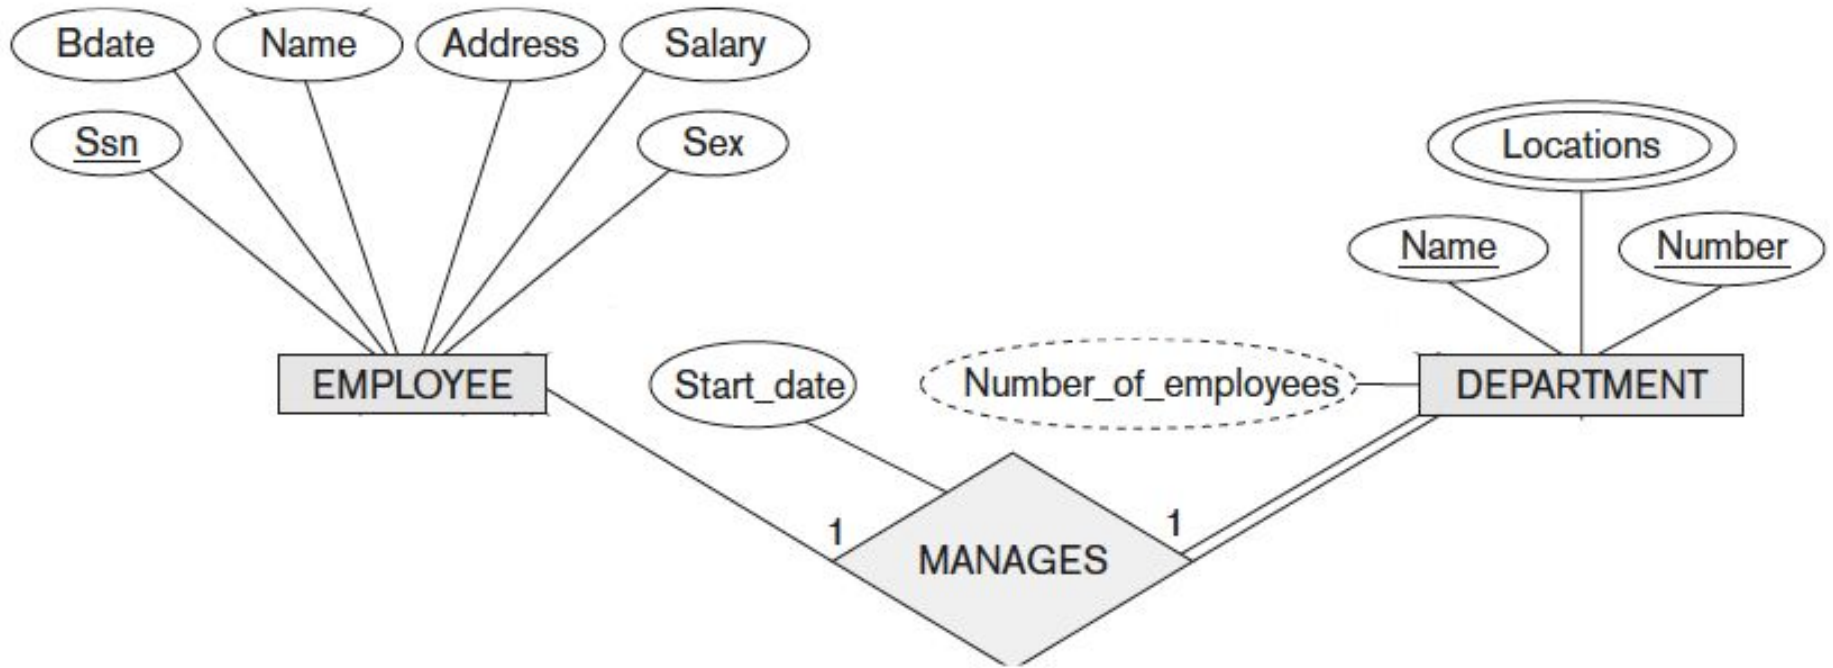 Bdate
Name
Address
Salary
Ssn
Sex
Locations
Name
Number
EMPLOYEE
Start_date
Number_of_employees
DEPARTMENT
1
1
MANAGES